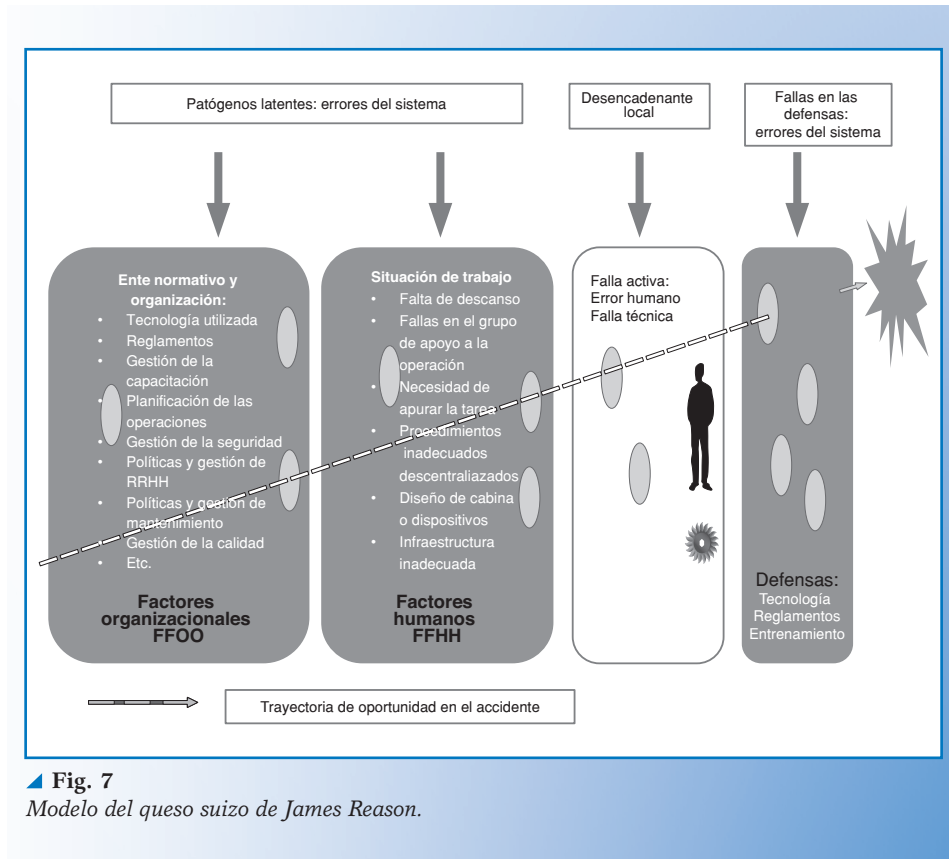 Patógenos latentes: errores del sistema
Desencadenante
local
Fallas en las
defensas:
errores del sistema
Ente normativo y
organización:
• Tecnología utilizada
• Reglamentos
• Gestión de la
capacitación
• Planificación de las
operaciones
• Gestión de la seguridad
• Políticas y gestión de
RRHH
• Políticas y gestión de
mantenimiento
• Gestión de la calidad
• Etc.
Factores
organizacionales
FFOO
Situación de trabajo
• Falta de descanso
• Fallas en el grupo
de apoyo a la
operación
• Necesidad de
apurar la tarea
• Procedimientos
inadecuados
descentraliazados
• Diseño de cabina
o dispositivos
• Infraestructura
inadecuada
Factores
humanos
FFHH
Falla activa:
Error humano
Falla técnica
Defensas:
Tecnología
Reglamentos
Entrenamiento
Trayectoria de oportunidad en el accidente
Fig. 7
Modelo del queso suizo de James Reason.